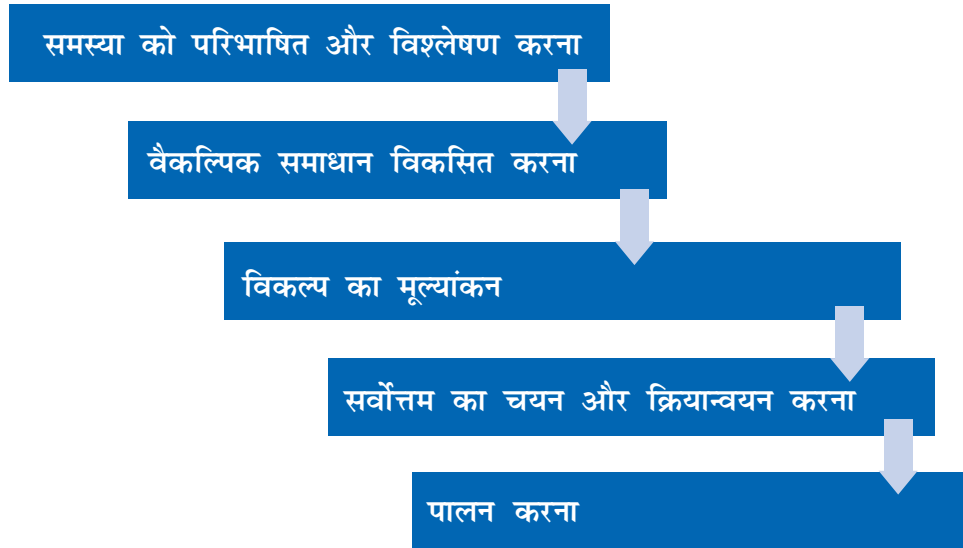 समस्या को परिभाषित और विश्लेषण करना
वैकल्पिक समाधान विकसित करना
विकल्प का मूल्यांकन
सर्वोत्तम का चयन और क्रियान्वयन करना
पालन करना